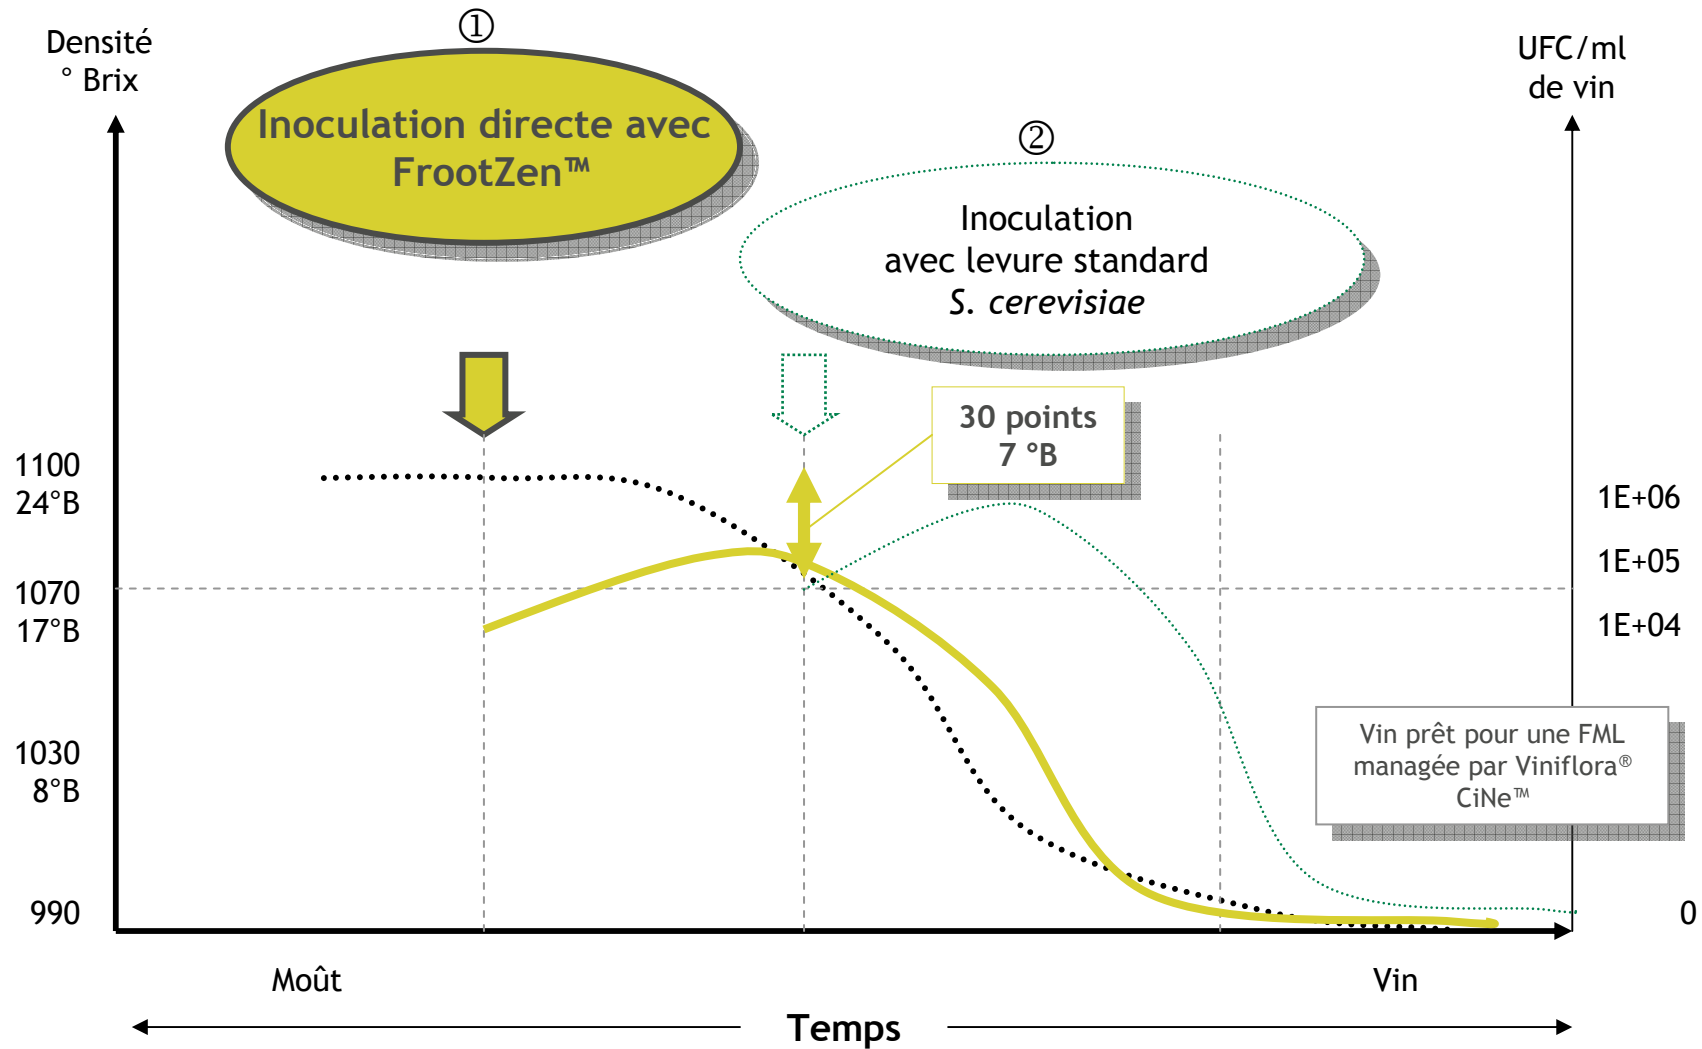 ①
Densité
° Brix
UFC/ml
de vin
Inoculation directe avec
FrootZen™
②
Inoculation
avec levure standard
S. cerevisiae
30 points
7 °B
1100
24°B
1070
17°B
1030
8°B
990
1E+06
1E+05
1E+04
0
Vin prêt pour une FML
managée par Viniflora®
CiNe™
Moût
Vin
Temps